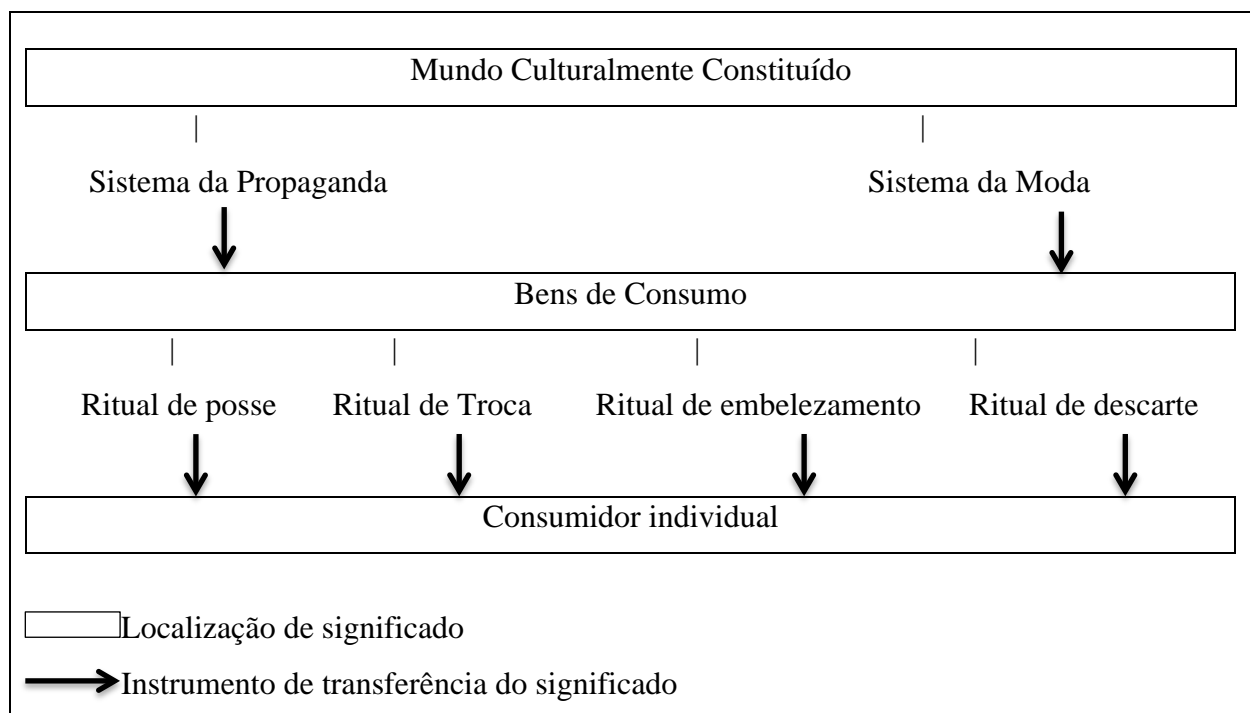 Mundo Culturalmente Constituído
Sistema da Propaganda Sistema da Moda
Bens de Consumo
Ritual de posse Ritual de Troca Ritual de embelezamento Ritual de descarte
Consumidor individual
Localização de significado
Instrumento de transferência do significado